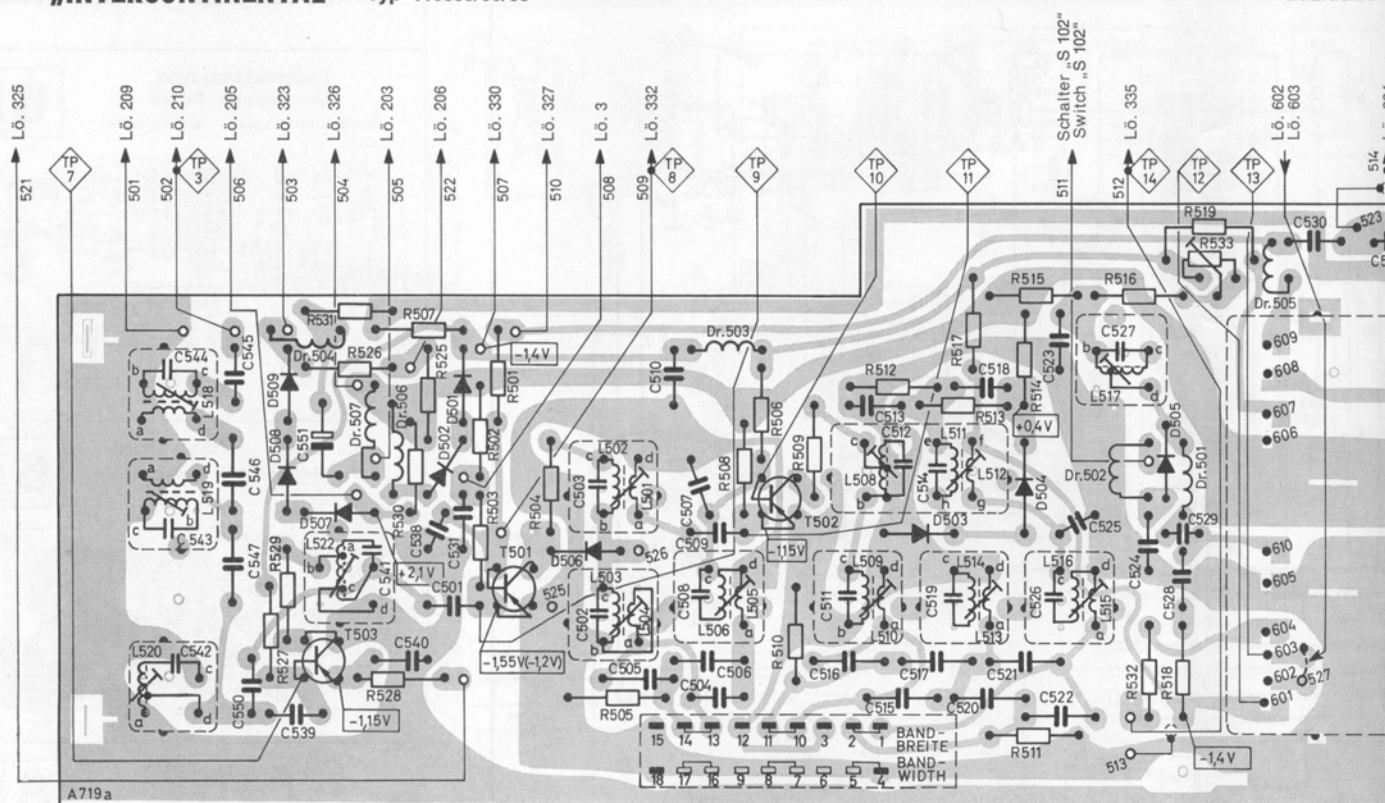 „INTERCONTINENTAL"
Lö. 325
Lö. 209
Lö. 210
Lö. 205
Lö. 323
Lö. 326
Lö. 203
Lö. 206
Lö. 330
Lö. 327
Lö. 3
Lö. 332
Schalter „S 102"
Switch „S 102"
Lö. 335
Lö. 602
Lö. 603
521
TP 7
501
502
TP 3
506
503
504
505
522
507
510
508
509
TP 8
TP 9
TP 10
TP 11
511
512
TP 14
TP 12
TP 13
514
R519
R533
C530
523
Dr.505
R531
R507
Dr.504
R526
R525
-1,4V
Dr.503
R515
R516
C544
b c
L518
a d
C545
D509
D508
C551
Dr.507
Dr.506
D501
D502
R501
R502
C510
R506
R517
C518
R514
C523
C527
b c
L517
a d
609
608
607
606
R512
C513
R513
+0,4V
D505
a d
L519
b
c
C543
C546
C547
D507
R530
C538
C531
R503
R504
L502
c d
C503
L501
b a
C507
R508
R509
C509
T502
-1,15V
c d
C512
L508
b a
L511
e f
C514
c d
L512
b g
D504
D503
Dr.502
Dr.501
C525
C529
C524
C528
610
605
604
603
602
601
527
R529
L522
a c
b
C541
d
+2,1V
C501
T501
525
D506
526
L503
c d
C502
L504
b a
C508
c d
L505
L506
b a
R510
L509
c d
C511
L510
b a
L514
c d
C519
L513
b a
L516
c d
C526
L515
b a
L520
C542
b c
a d
C550
R527
T503
C540
R528
C539
-1,15V
-1,55V(-1,2V)
C505
R505
C506
C504
C516
C517
C521
C515
C520
C522
R511
R532
R518
513
-1,4V
15 14 13 12 11 10 3 2 1
BAND-
BREITE
18 17 16 9 8 7 6 5 4
BAND-
WIDTH
A719a